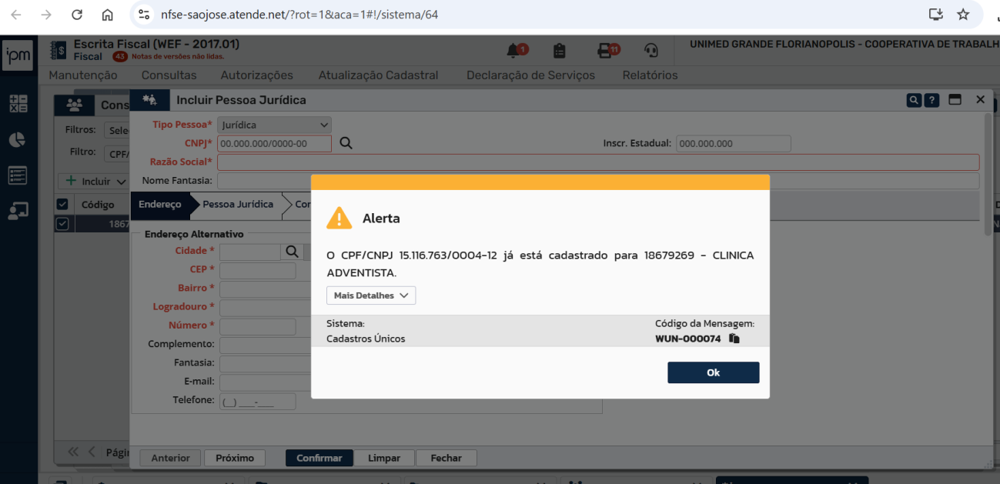 nfse-saojose.atende.net/?rot=1&aca=1#!/sistema/64
ipm
Escrita Fiscal (WEF - 2017.01)
Fiscal 43 Notas de versões não lidas.
1
11
UNIMED GRANDE FLORIANOPOLIS - COOPERATIVA DE TRABALH
Manutenção Consultas Autorizações Atualização Cadastral Declaração de Serviços Relatórios
Cons
Incluir Pessoa Jurídica
Filtros: Sele
Filtro: CPF/
Incluir
Código
1867
Tipo Pessoa* Jurídica
CNPJ* 00.000.000/0000-00 Inscr. Estadual: 000.000.000
Razão Social*
Nome Fantasia:
Endereço Pessoa Jurídica Cor
Endereço Alternativo
Cidade *
CEP *
Bairro *
Logradouro *
Número *
Complemento:
Fantasia:
E-mail:
Telefone: (__) ____-____
Alerta
O CPF/CNPJ 15.116.763/0004-12 já está cadastrado para 18679269 - CLINICA
ADVENTISTA.
Mais Detalhes
Sistema: Código da Mensagem:
Cadastros Únicos WUN-000074
Ok
Págin
Anterior Próximo Confirmar Limpar Fechar